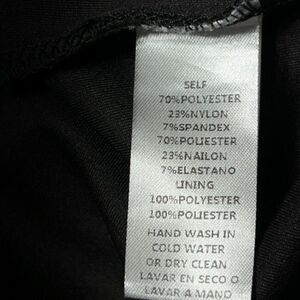 SELF
70%POLYESTER
23%NYLON
7%SPANDEX
70%POLIESTER
23%NAILON
7%ELASTANO
LINING
100%POLYESTER
100%POLIESTER
HAND WASH IN
COLD WATER
OR DRY CLEAN
LAVAR EN SECO O
LAVAR A MANO